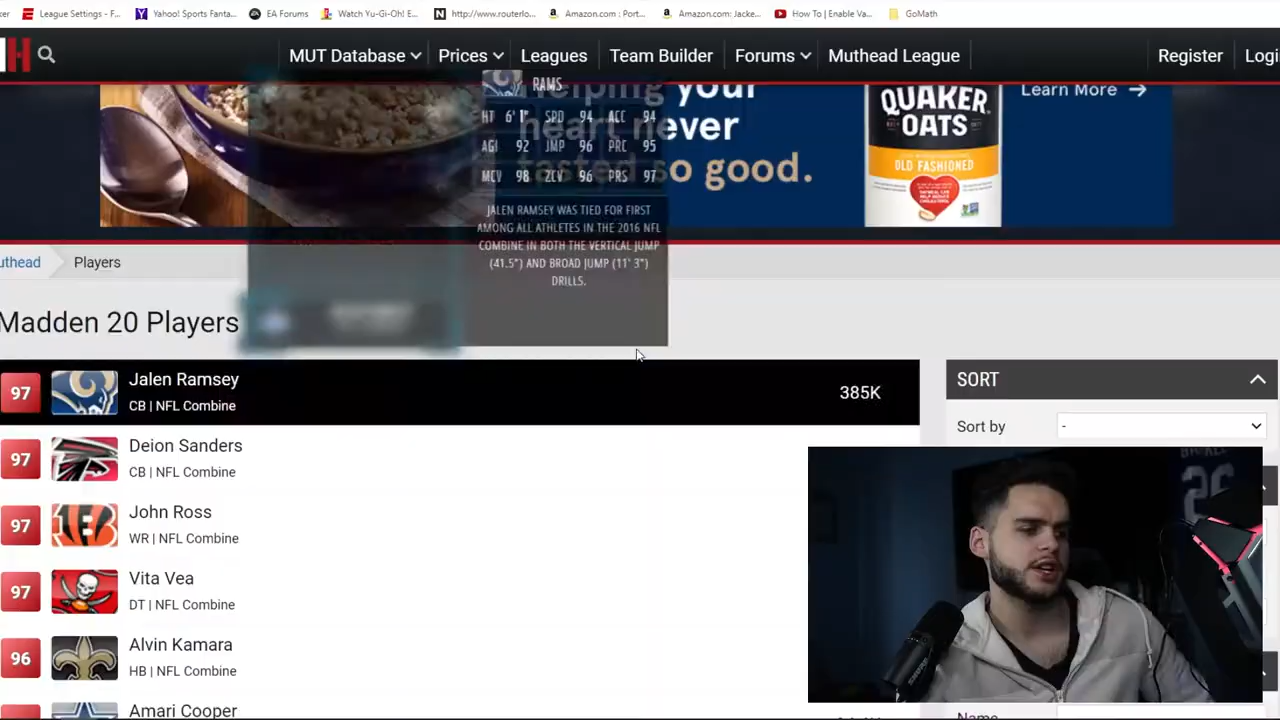 League Settings - F...
Yahoo! Sports Fanta...
EA Forums
Watch Yu-Gi-Oh! E...
http://www.routerlo...
Amazon.com : Port...
Amazon.com: Jacke...
How To | Enable Va...
GoMath
H
MUT Database
Prices
Leagues
Team Builder
Forums
Muthead League
Register
Logi
RAMS
HT 6' 1" SPD 94 ACC 94
AGI 92 JMP 96 PRC 95
MCV 98 ZCV 96 PRS 97
JALEN RAMSEY WAS TIED FOR FIRST
AMONG ALL ATHLETES IN THE 2016 NFL
COMBINE IN BOTH THE VERTICAL JUMP
(41.5") AND BROAD JUMP (11' 3")
DRILLS.
Helping your
heart never
tasted so good.
QUAKER
OATS
OLD FASHIONED
Learn More →
uthead
Players
Madden 20 Players
97
Jalen Ramsey
CB | NFL Combine
385K
97
Deion Sanders
CB | NFL Combine
97
John Ross
WR | NFL Combine
97
Vita Vea
DT | NFL Combine
96
Alvin Kamara
HB | NFL Combine
Amari Cooper
SORT
Sort by
-
Name